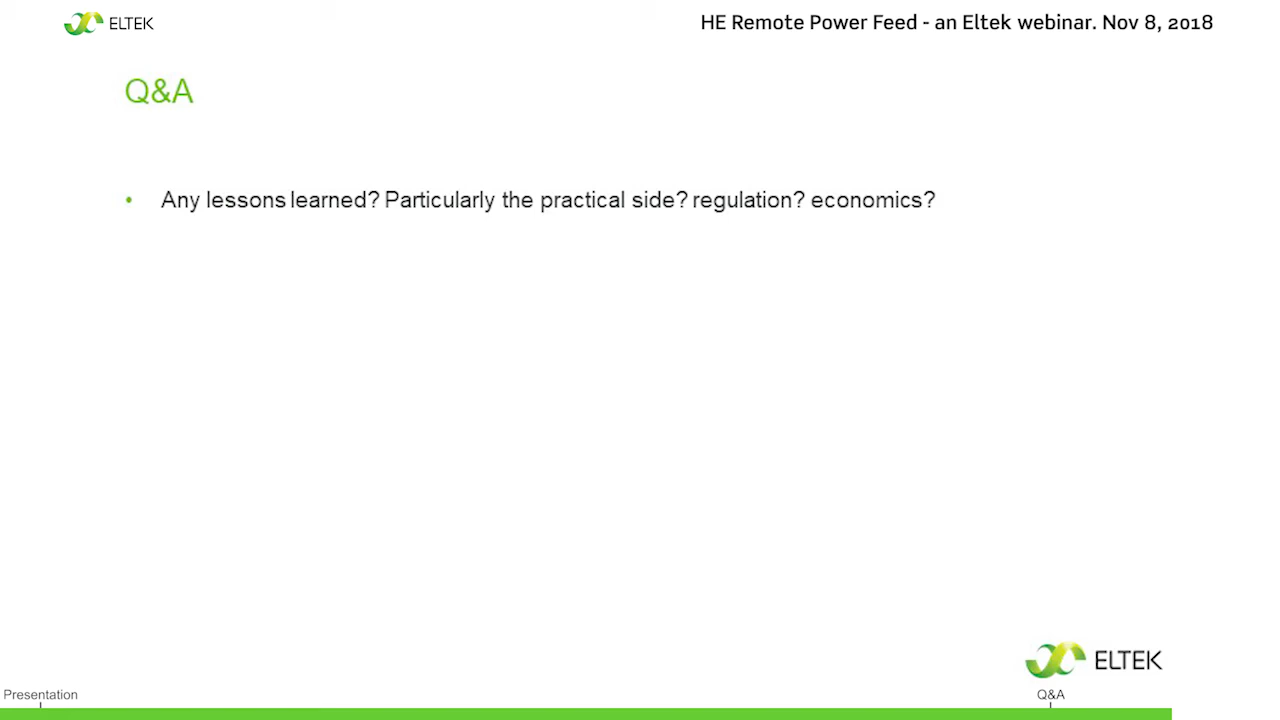 ELTEK
HE Remote Power Feed - an Eltek webinar. Nov 8, 2018
Q&A
• Any lessons learned? Particularly the practical side? regulation? economics?
ELTEK
Presentation
Q&A